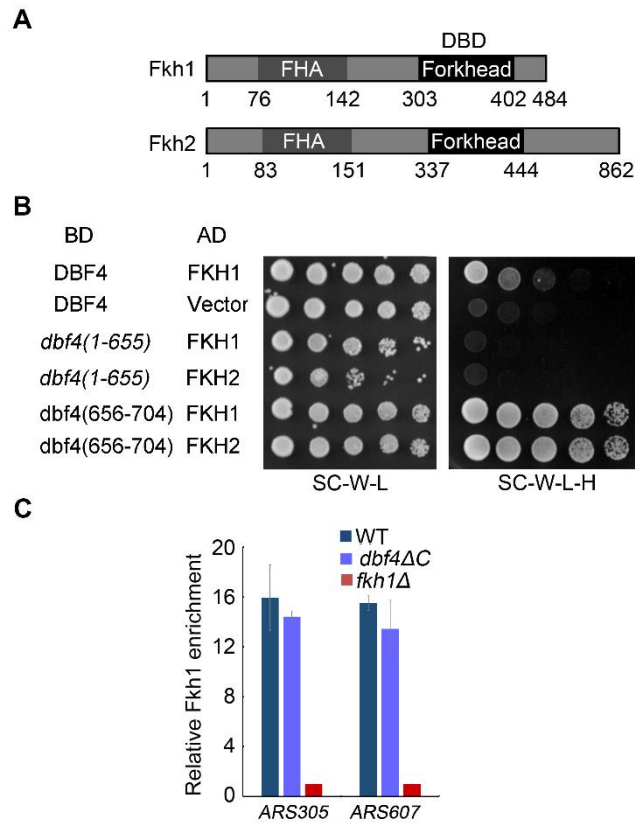 A
DBD
Fkh1 FHA Forkhead
1 76 142 303 402 484
Fkh2 FHA Forkhead
1 83 151 337 444 862
B
BD AD
DBF4 FKH1
DBF4 Vector
dbf4(1-655) FKH1
dbf4(1-655) FKH2
dbf4(656-704) FKH1
dbf4(656-704) FKH2
SC-W-L SC-W-L-H
C
WT
dbf4ΔC
fkh1Δ
Relative Fkh1 enrichment
20
16
12
8
4
0
ARS305 ARS607